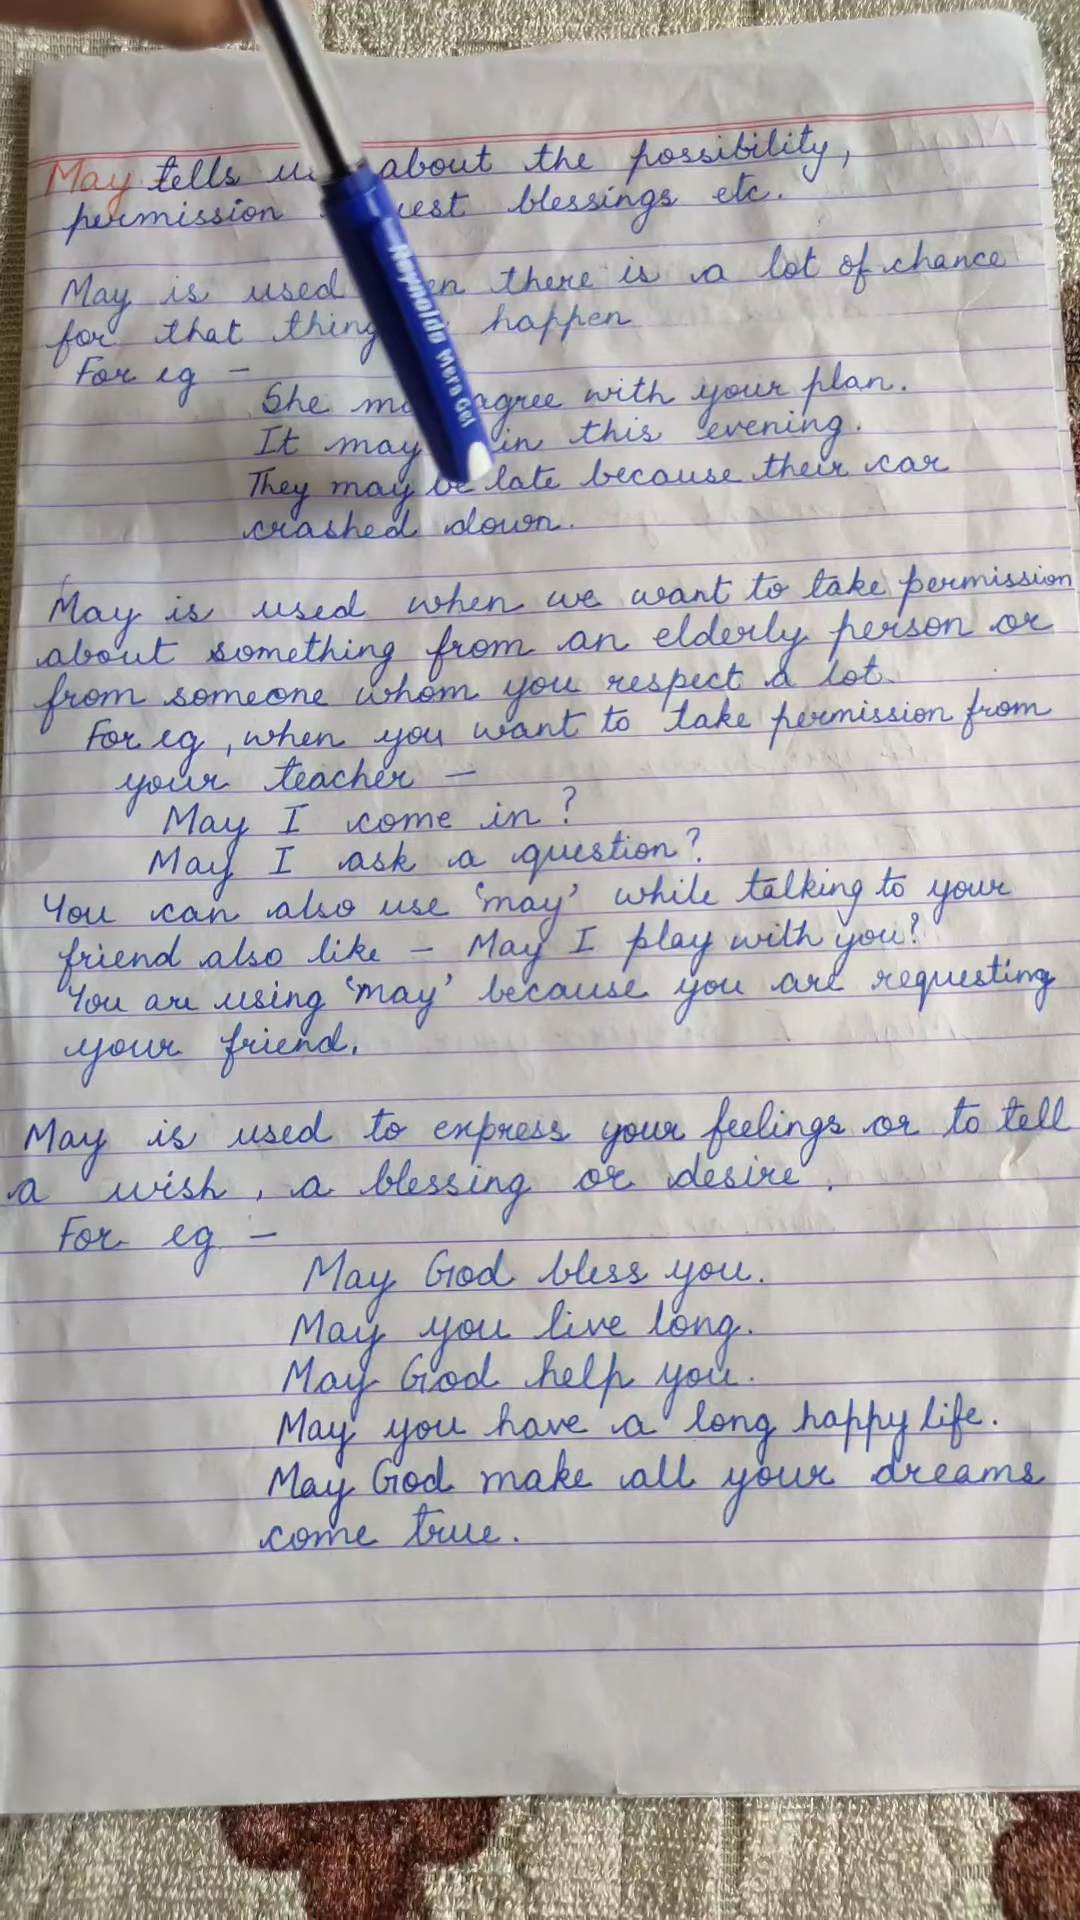 May tells about the possibility,
permission blessings etc.
May is used there is a lot of chance
for that thing happen
For eg -
She agree with your plan.
It may this evening.
They may be late because their car
crashed down.
May is used when we want to take permission
about something from an elderly person or
from someone whom you respect a lot.
For eg, when you want to take permission from
your teacher -
May I come in?
May I ask a question?
You can also use 'may' while talking to your
friend also like - May I play with you?
You are using 'may' because you are requesting
your friend.
May is used to express your feelings or to tell
a wish, a blessing or desire.
For eg -
May God bless you.
May you live long.
May God help you.
May you have a long happy life.
May God make all your dreams
come true.
Reynolds Mera Gel